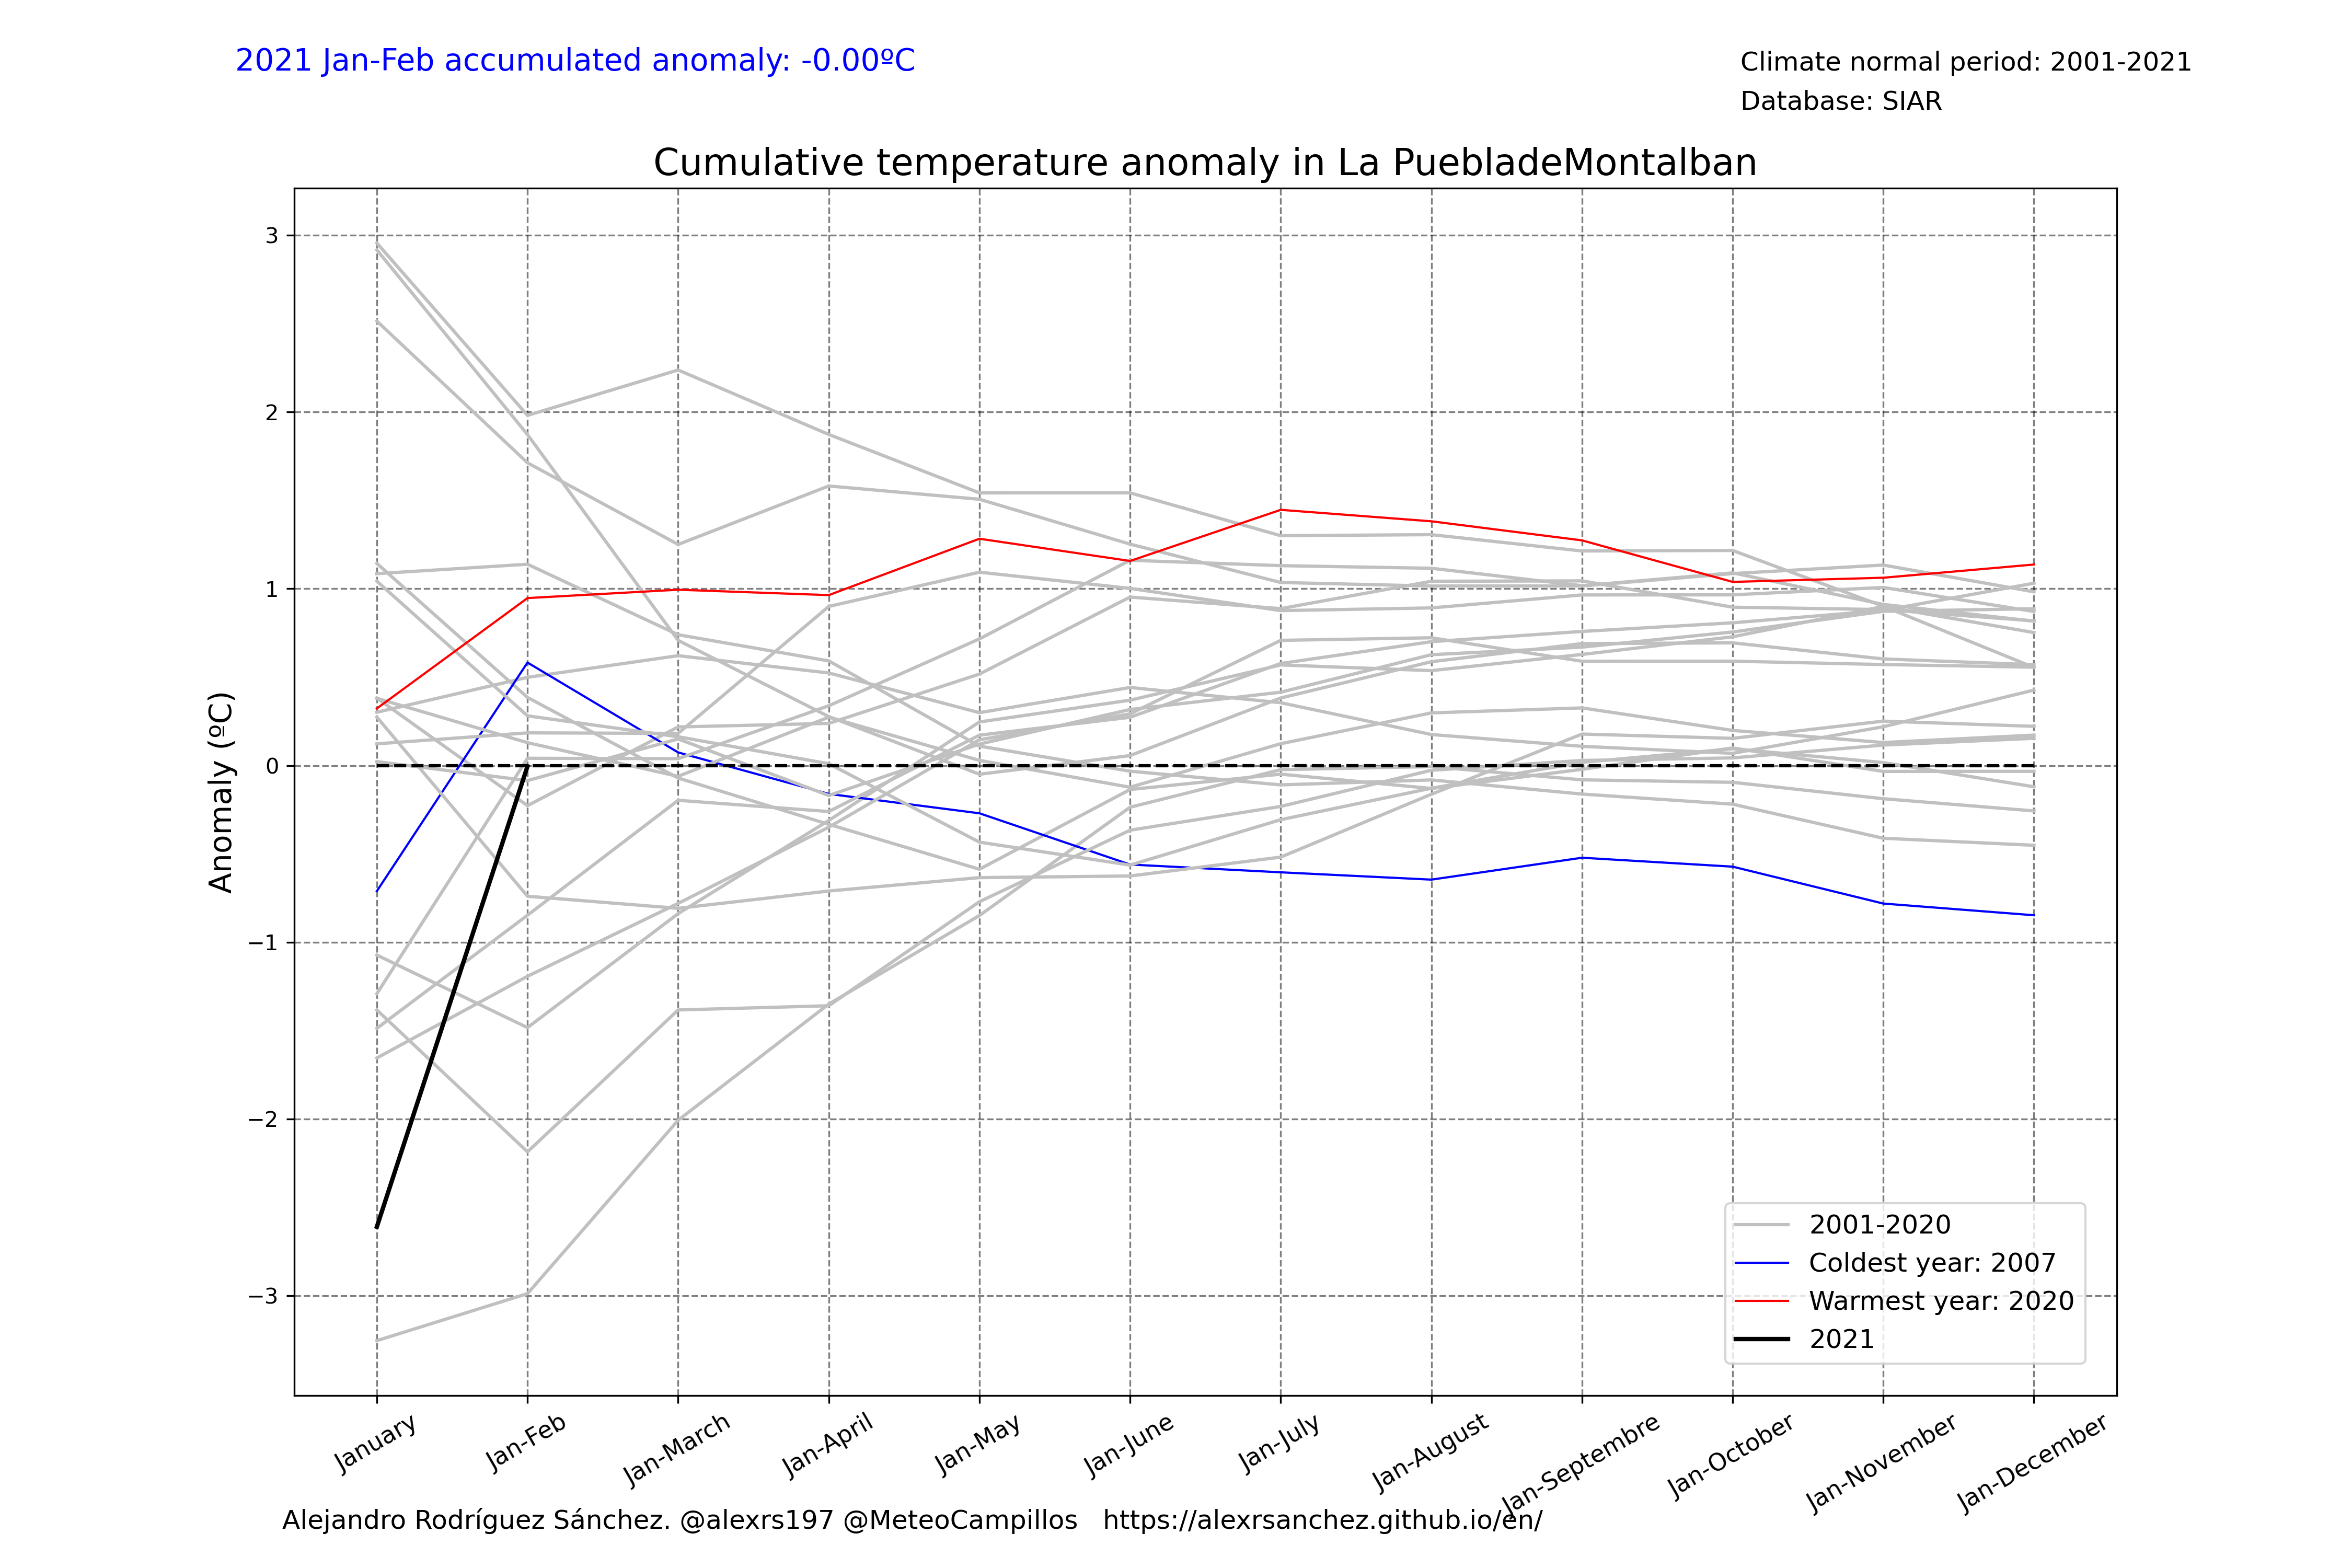 2021 Jan-Feb accumulated anomaly: -0.00ºC
Climate normal period: 2001-2021
Database: SIAR
Cumulative temperature anomaly in La PuebladeMontalban
Anomaly (ºC)
3
2
1
0
−1
−2
−3
2001-2020
Coldest year: 2007
Warmest year: 2020
2021
January
Jan-Feb
Jan-March
Jan-April
Jan-May
Jan-June
Jan-July
Jan-August
Jan-Septembre
Jan-October
Jan-November
Jan-December
Alejandro Rodríguez Sánchez. @alexrs197 @MeteoCampillos   https://alexrsanchez.github.io/en/